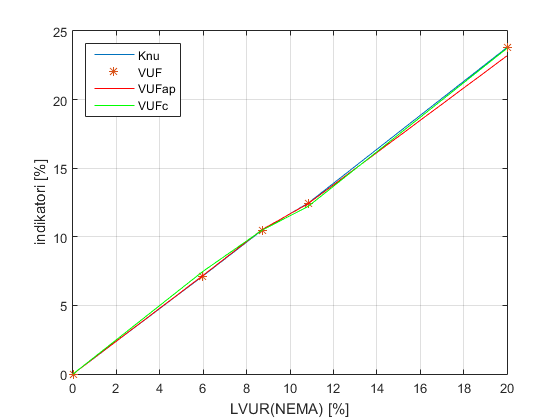 25
20
15
10
5
0
indikatori [%]
Knu
VUF
VUFap
VUFc
0 2 4 6 8 10 12 14 16 18 20
LVUR(NEMA) [%]